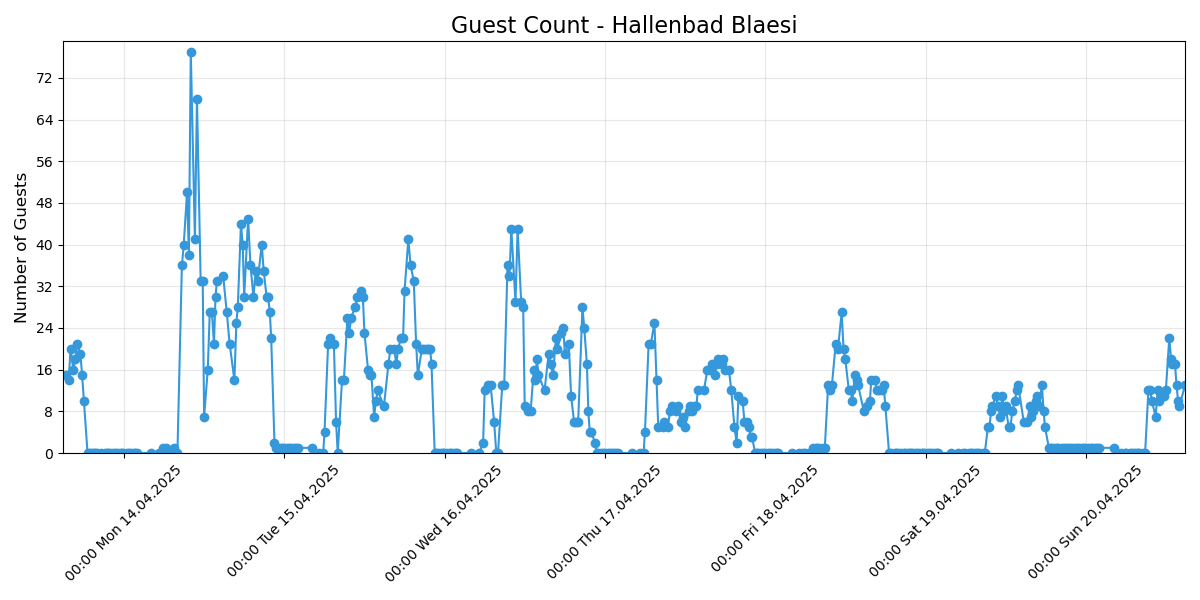 Guest Count - Hallenbad Blaesi
Number of Guests
72
64
56
48
40
32
24
16
8
0
00:00 Mon 14.04.2025
00:00 Tue 15.04.2025
00:00 Wed 16.04.2025
00:00 Thu 17.04.2025
00:00 Fri 18.04.2025
00:00 Sat 19.04.2025
00:00 Sun 20.04.2025